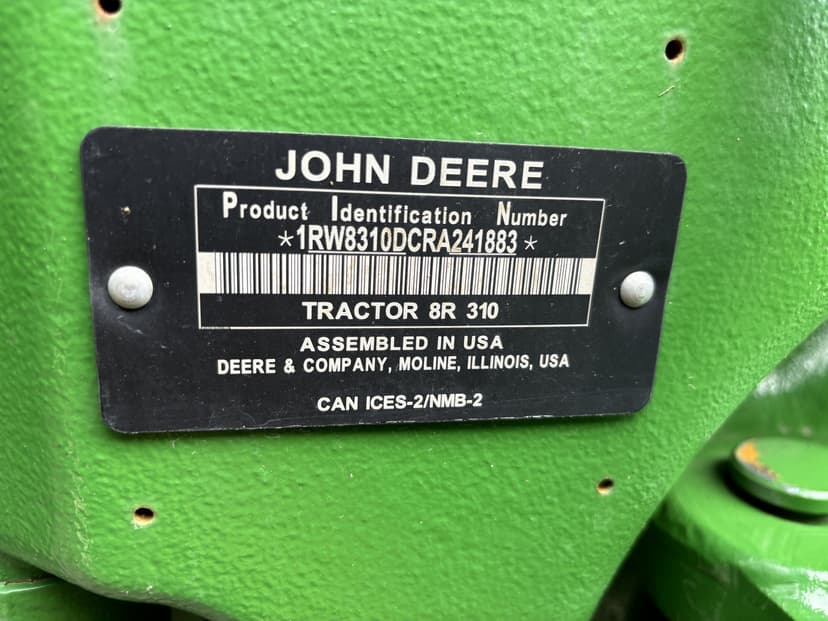 JOHN DEERE
Product Identification Number
*1RW8310DCRA241883*
TRACTOR 8R 310
ASSEMBLED IN USA
DEERE & COMPANY, MOLINE, ILLINOIS, USA
CAN ICES-2/NMB-2